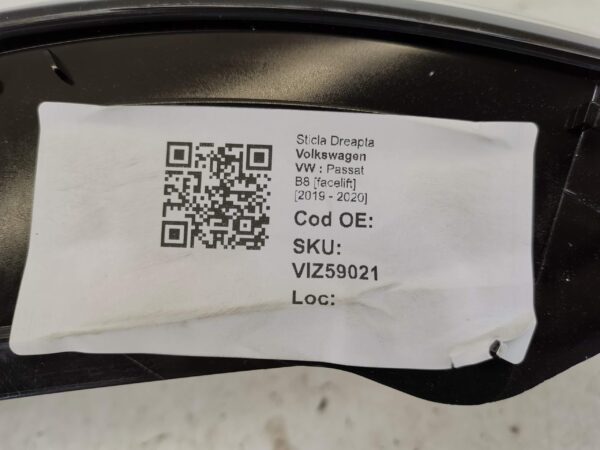 Sticla Dreapta
Volkswagen
VW : Passat
B8 [facelift]
[2019 - 2020]
Cod OE:
SKU:
VIZ59021
Loc: